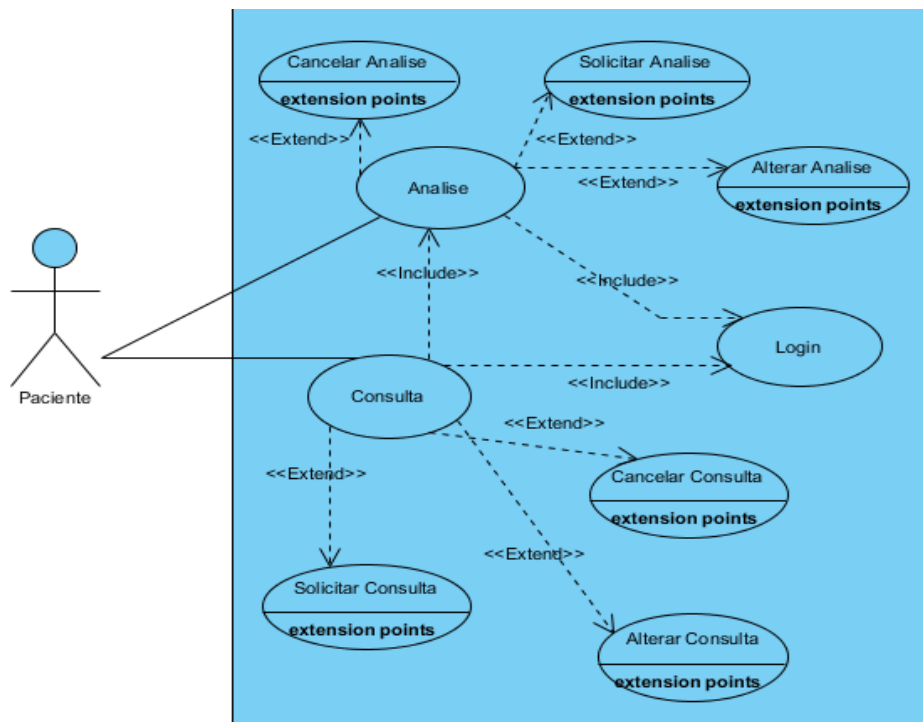 Cancelar Analise
extension points
Solicitar Analise
extension points
<<Extend>>
<<Extend>>
Alterar Analise
extension points
<<Extend>>
Analise
<<Include>>
<<Include>>
Login
Paciente
Consulta
<<Include>>
<<Extend>>
<<Extend>>
Cancelar Consulta
extension points
<<Extend>>
Solicitar Consulta
extension points
Alterar Consulta
extension points